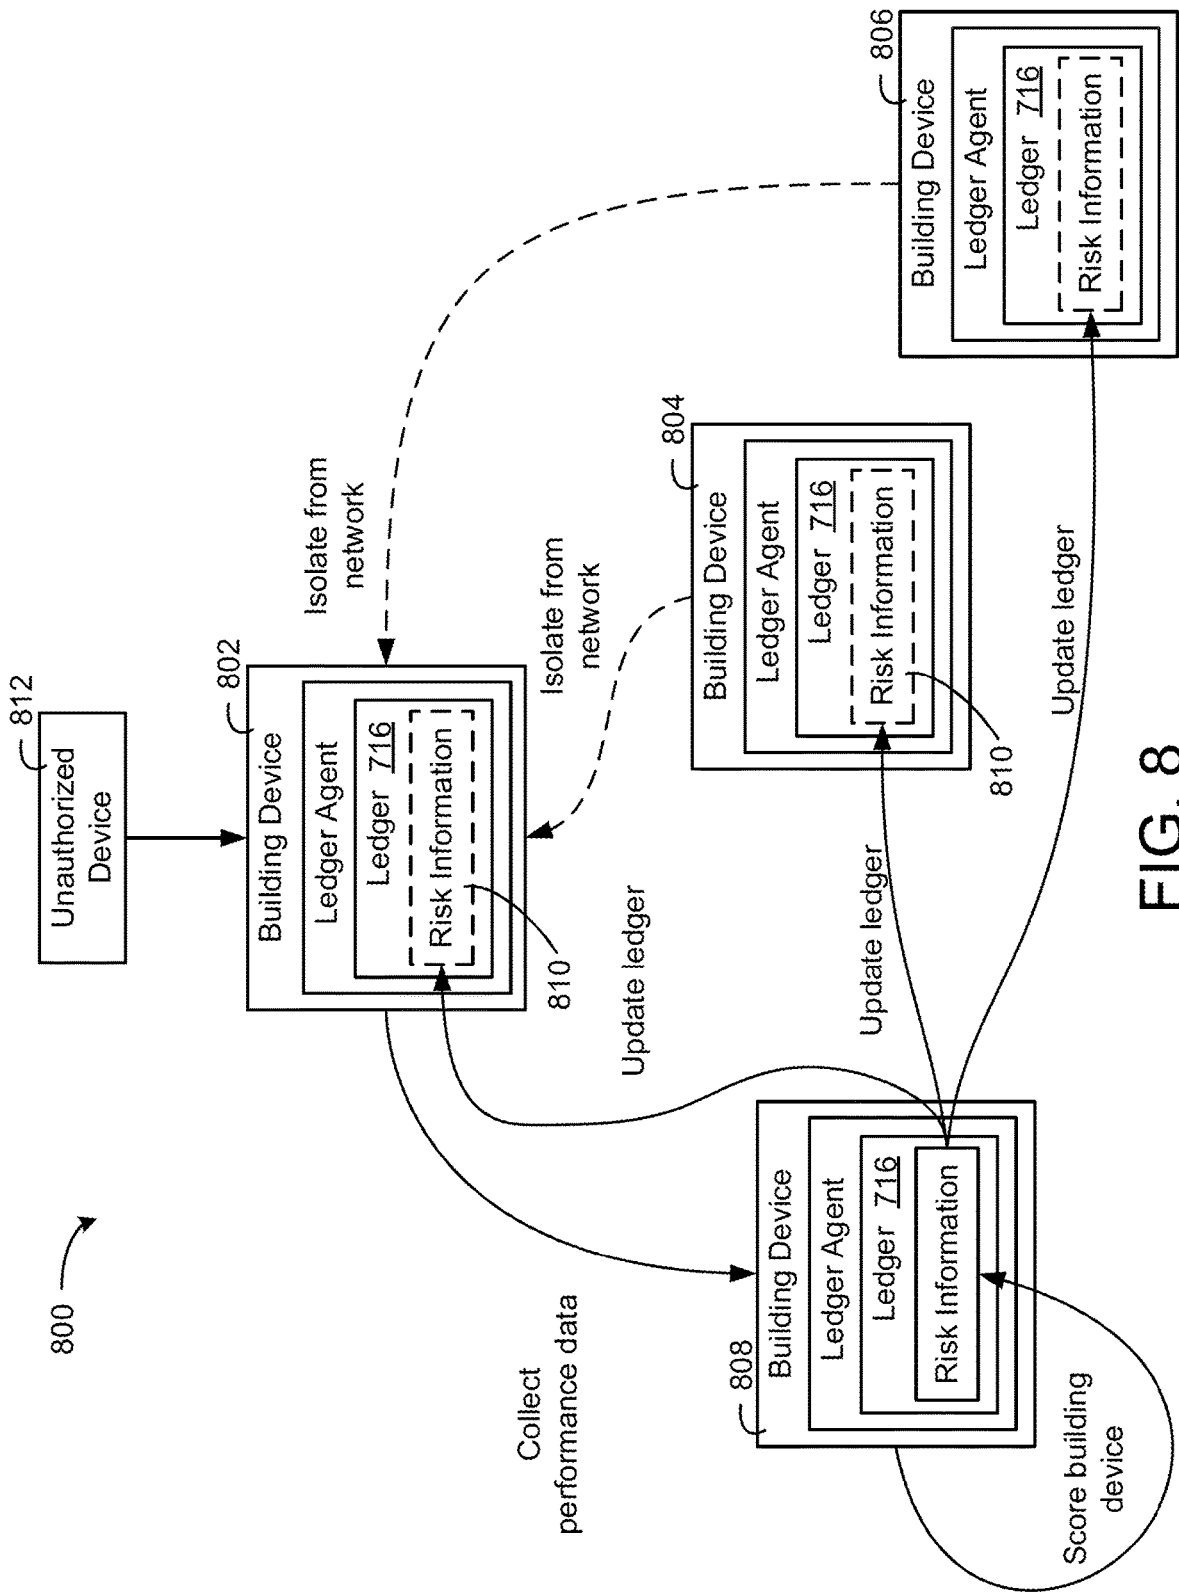 800
812
Unauthorized
Device
802
Building Device
Ledger Agent
Ledger 716
Risk Information
810
Isolate from
network
Isolate from
network
Collect
performance data
Update ledger
808
Building Device
Ledger Agent
Ledger 716
Risk Information
Score building
device
804
Building Device
Ledger Agent
Ledger 716
Risk Information
810
Update ledger
806
Building Device
Ledger Agent
Ledger 716
Risk Information
Update ledger
FIG. 8